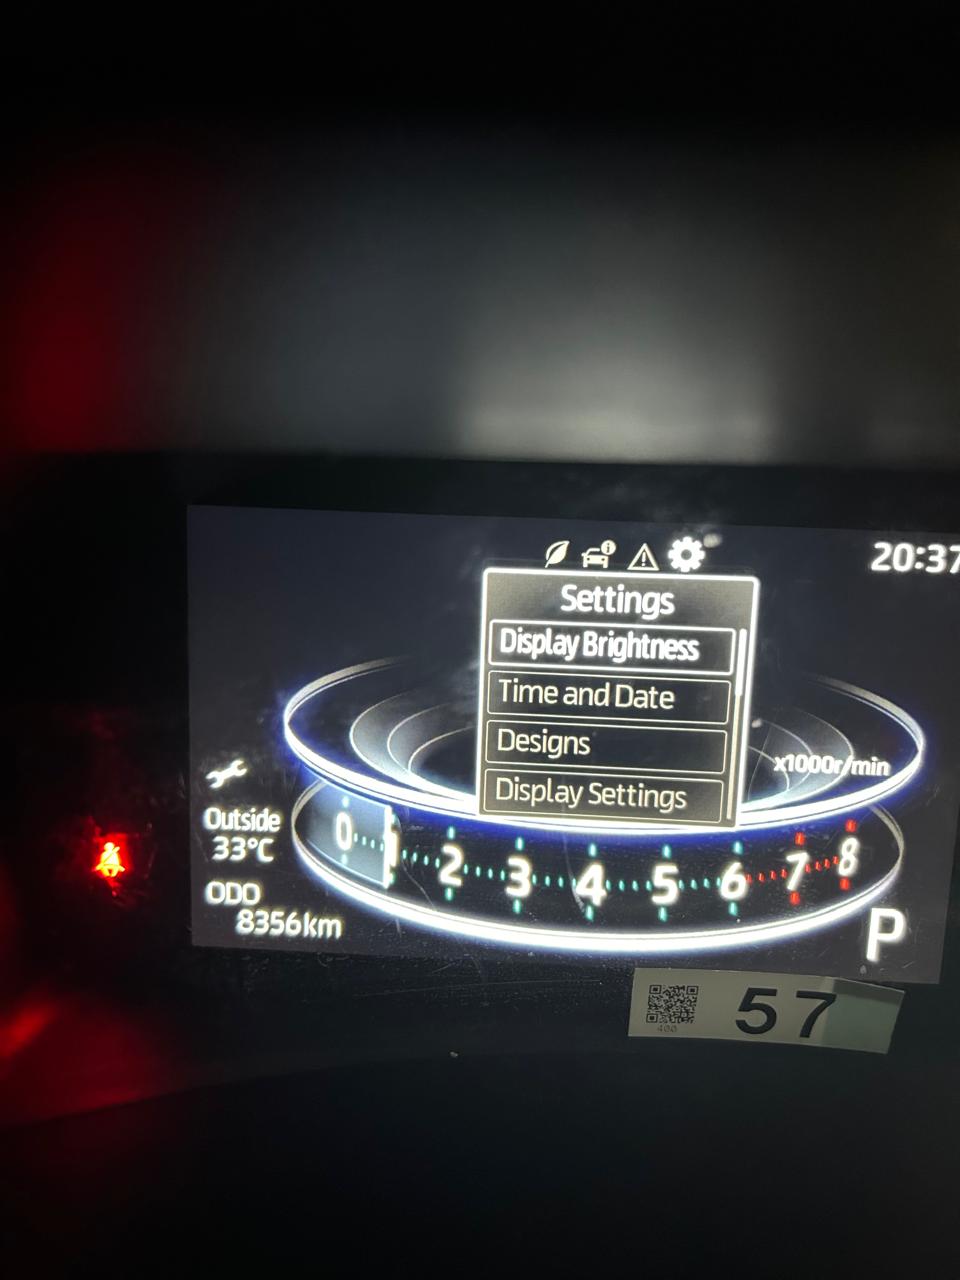 20:37
Settings
Display Brightness
Time and Date
Designs
Display Settings
x1000r/min
Outside
33°C
ODO
8356km
0 1 2 3 4 5 6 7 8
P
57
400